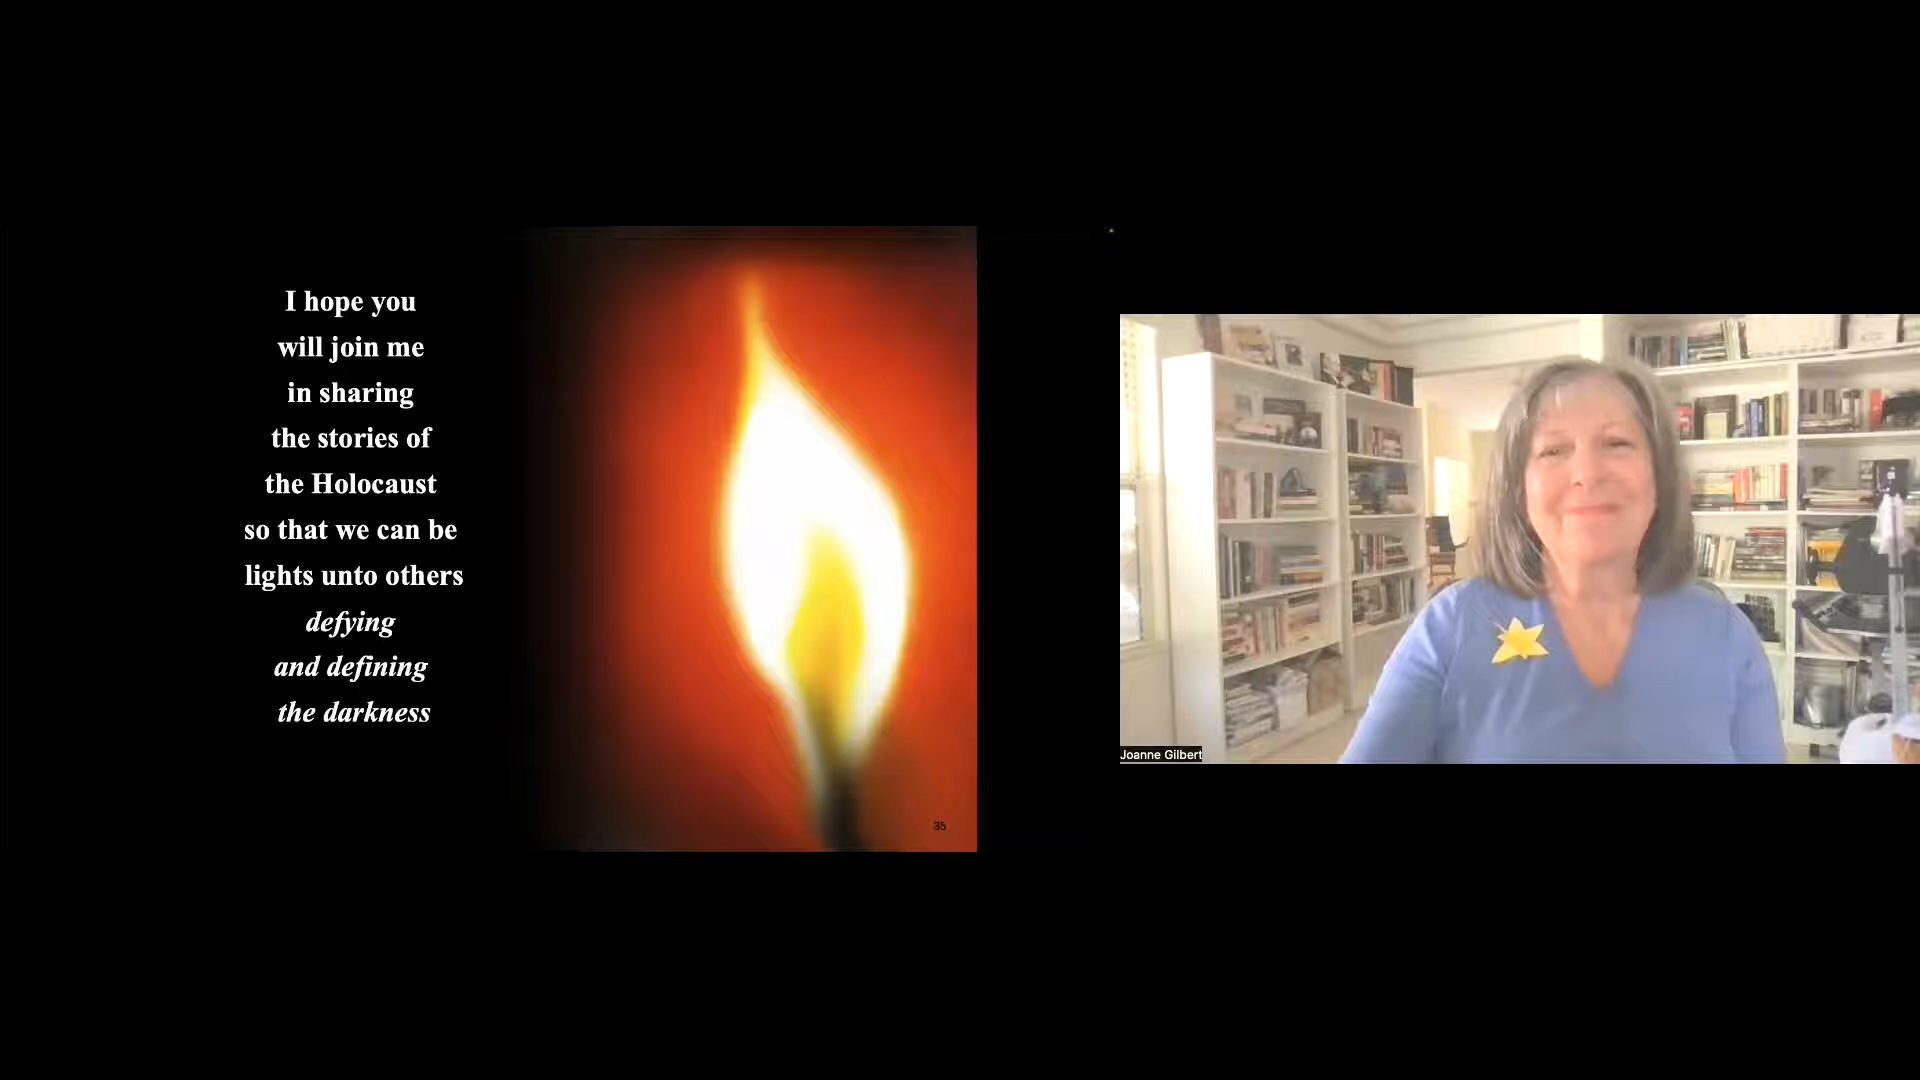 I hope you
will join me
in sharing
the stories of
the Holocaust
so that we can be
lights unto others
defying
and defining
the darkness
35
Joanne Gilbert